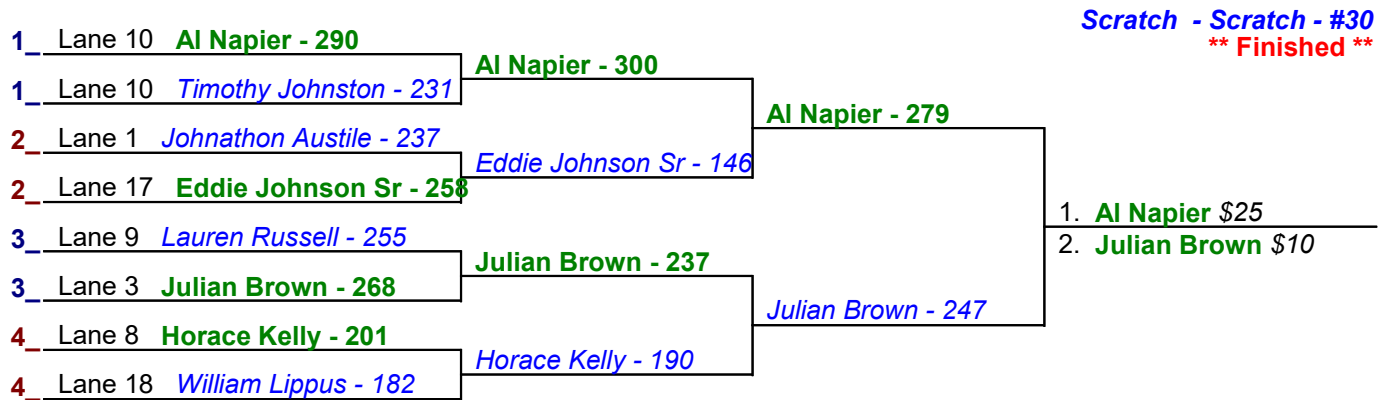 Scratch - Scratch - #30
** Finished **
1_ Lane 10 Al Napier - 290
1_ Lane 10 Timothy Johnston - 231
2_ Lane 1 Johnathon Austile - 237
2_ Lane 17 Eddie Johnson Sr - 258
3_ Lane 9 Lauren Russell - 255
3_ Lane 3 Julian Brown - 268
4_ Lane 8 Horace Kelly - 201
4_ Lane 18 William Lippus - 182
Al Napier - 300
Eddie Johnson Sr - 146
Julian Brown - 237
Horace Kelly - 190
Al Napier - 279
Julian Brown - 247
1. Al Napier $25
2. Julian Brown $10